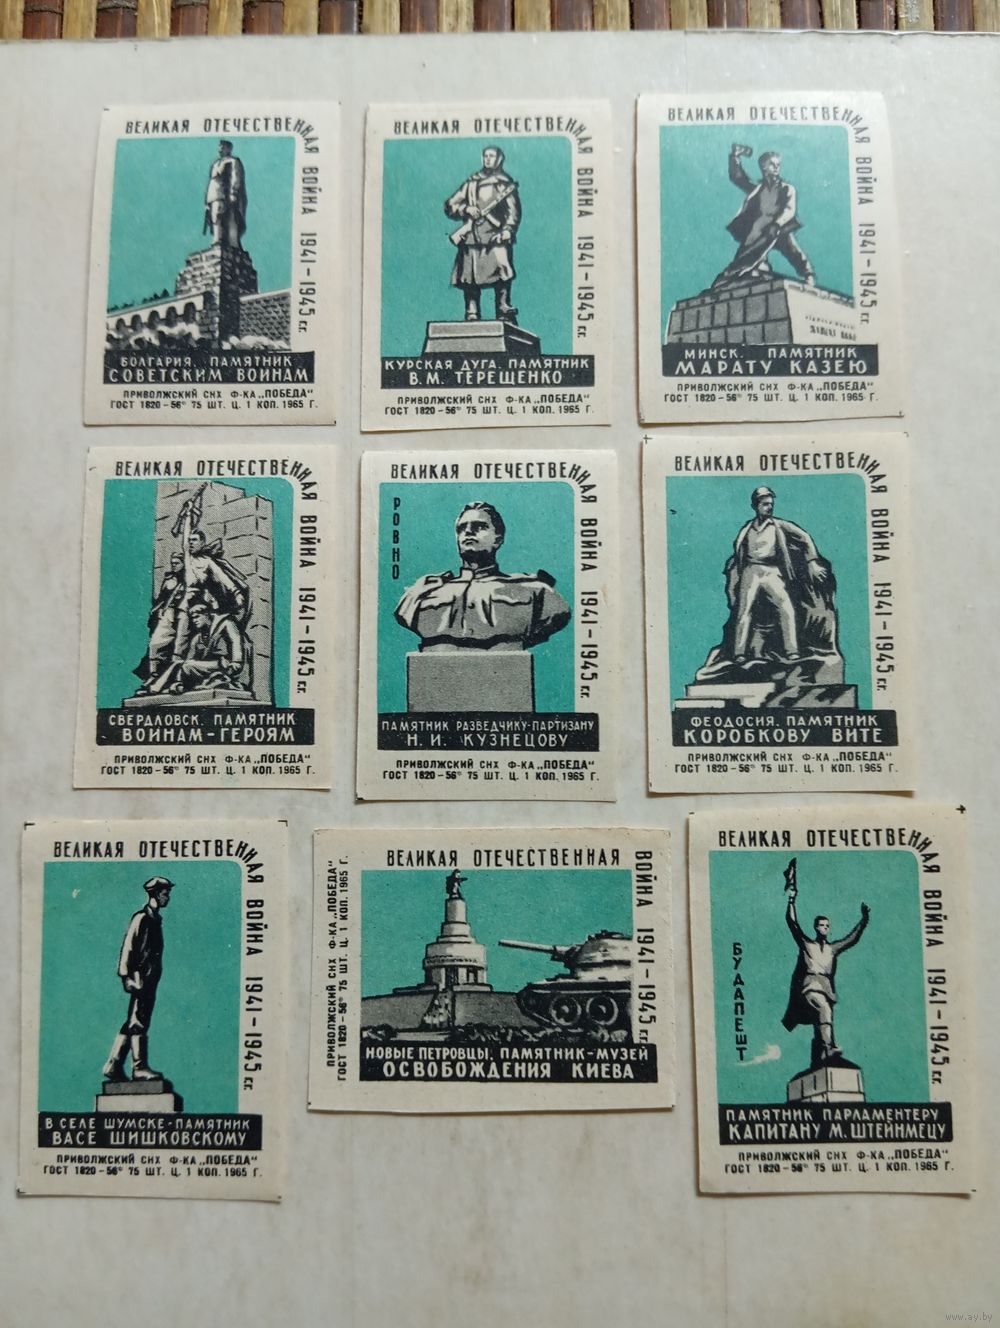 ВЕЛИКАЯ ОТЕЧЕСТВЕННАЯ ВОЙНА 1941-1945 г.г.
БОЛГАРИЯ. ПАМЯТНИК
СОВЕТСКИМ ВОИНАМ
ПРИВОЛЖСКИЙ СНХ Ф-КА „ПОБЕДА“
ГОСТ 1820-56* 75 ШТ. Ц. 1 КОП. 1965 Г.
ВЕЛИКАЯ ОТЕЧЕСТВЕННАЯ ВОЙНА 1941-1945 г.г.
КУРСКАЯ ДУГА. ПАМЯТНИК
В.М. ТЕРЕЩЕНКО
ПРИВОЛЖСКИЙ СНХ Ф-КА „ПОБЕДА“
ГОСТ 1820-56* 75 ШТ. Ц. 1 КОП. 1965 Г.
ВЕЛИКАЯ ОТЕЧЕСТВЕННАЯ ВОЙНА 1941-1945 г.г.
МИНСК. ПАМЯТНИК
МАРАТУ КАЗЕЮ
ПРИВОЛЖСКИЙ СНХ Ф-КА „ПОБЕДА“
ГОСТ 1820-56* 75 ШТ. Ц. 1 КОП. 1965 Г.
ВЕЛИКАЯ ОТЕЧЕСТВЕННАЯ ВОЙНА 1941-1945 г.г.
СВЕРДЛОВСК. ПАМЯТНИК
ВОИНАМ-ГЕРОЯМ
ПРИВОЛЖСКИЙ СНХ Ф-КА „ПОБЕДА“
ГОСТ 1820-56* 75 ШТ. Ц. 1 КОП. 1965 Г.
ВЕЛИКАЯ ОТЕЧЕСТВЕННАЯ ВОЙНА 1941-1945 г.г.
РОВНО
ПАМЯТНИК РАЗВЕДЧИКУ-ПАРТИЗАНУ
Н.И. КУЗНЕЦОВУ
ПРИВОЛЖСКИЙ СНХ Ф-КА „ПОБЕДА“
ГОСТ 1820-56* 75 ШТ. Ц. 1 КОП. 1965 Г.
ВЕЛИКАЯ ОТЕЧЕСТВЕННАЯ ВОЙНА 1941-1945 г.г.
ФЕОДОСИЯ. ПАМЯТНИК
КОРОБКОВУ ВИТЕ
ПРИВОЛЖСКИЙ СНХ Ф-КА „ПОБЕДА“
ГОСТ 1820-56* 75 ШТ. Ц. 1 КОП. 1965 Г.
ВЕЛИКАЯ ОТЕЧЕСТВЕННАЯ ВОЙНА 1941-1945 г.г.
В СЕЛЕ ШУМСКЕ-ПАМЯТНИК
ВАСЕ ШИШКОВСКОМУ
ПРИВОЛЖСКИЙ СНХ Ф-КА „ПОБЕДА“
ГОСТ 1820-56* 75 ШТ. Ц. 1 КОП. 1965 Г.
ВЕЛИКАЯ ОТЕЧЕСТВЕННАЯ ВОЙНА 1941-1945 г.г.
НОВЫЕ ПЕТРОВЦЫ. ПАМЯТНИК-МУЗЕЙ
ОСВОБОЖДЕНИЯ КИЕВА
ПРИВОЛЖСКИЙ СНХ Ф-КА „ПОБЕДА“
ГОСТ 1820-56* 75 ШТ. Ц. 1 КОП. 1965 Г.
ВЕЛИКАЯ ОТЕЧЕСТВЕННАЯ ВОЙНА 1941-1945 г.г.
БУДАПЕШТ
ПАМЯТНИК ПАРЛАМЕНТЕРУ
КАПИТАНУ М. ШТЕЙНМЕЦУ
ПРИВОЛЖСКИЙ СНХ Ф-КА „ПОБЕДА“
ГОСТ 1820-56* 75 ШТ. Ц. 1 КОП. 1965 Г.
www.ay.by